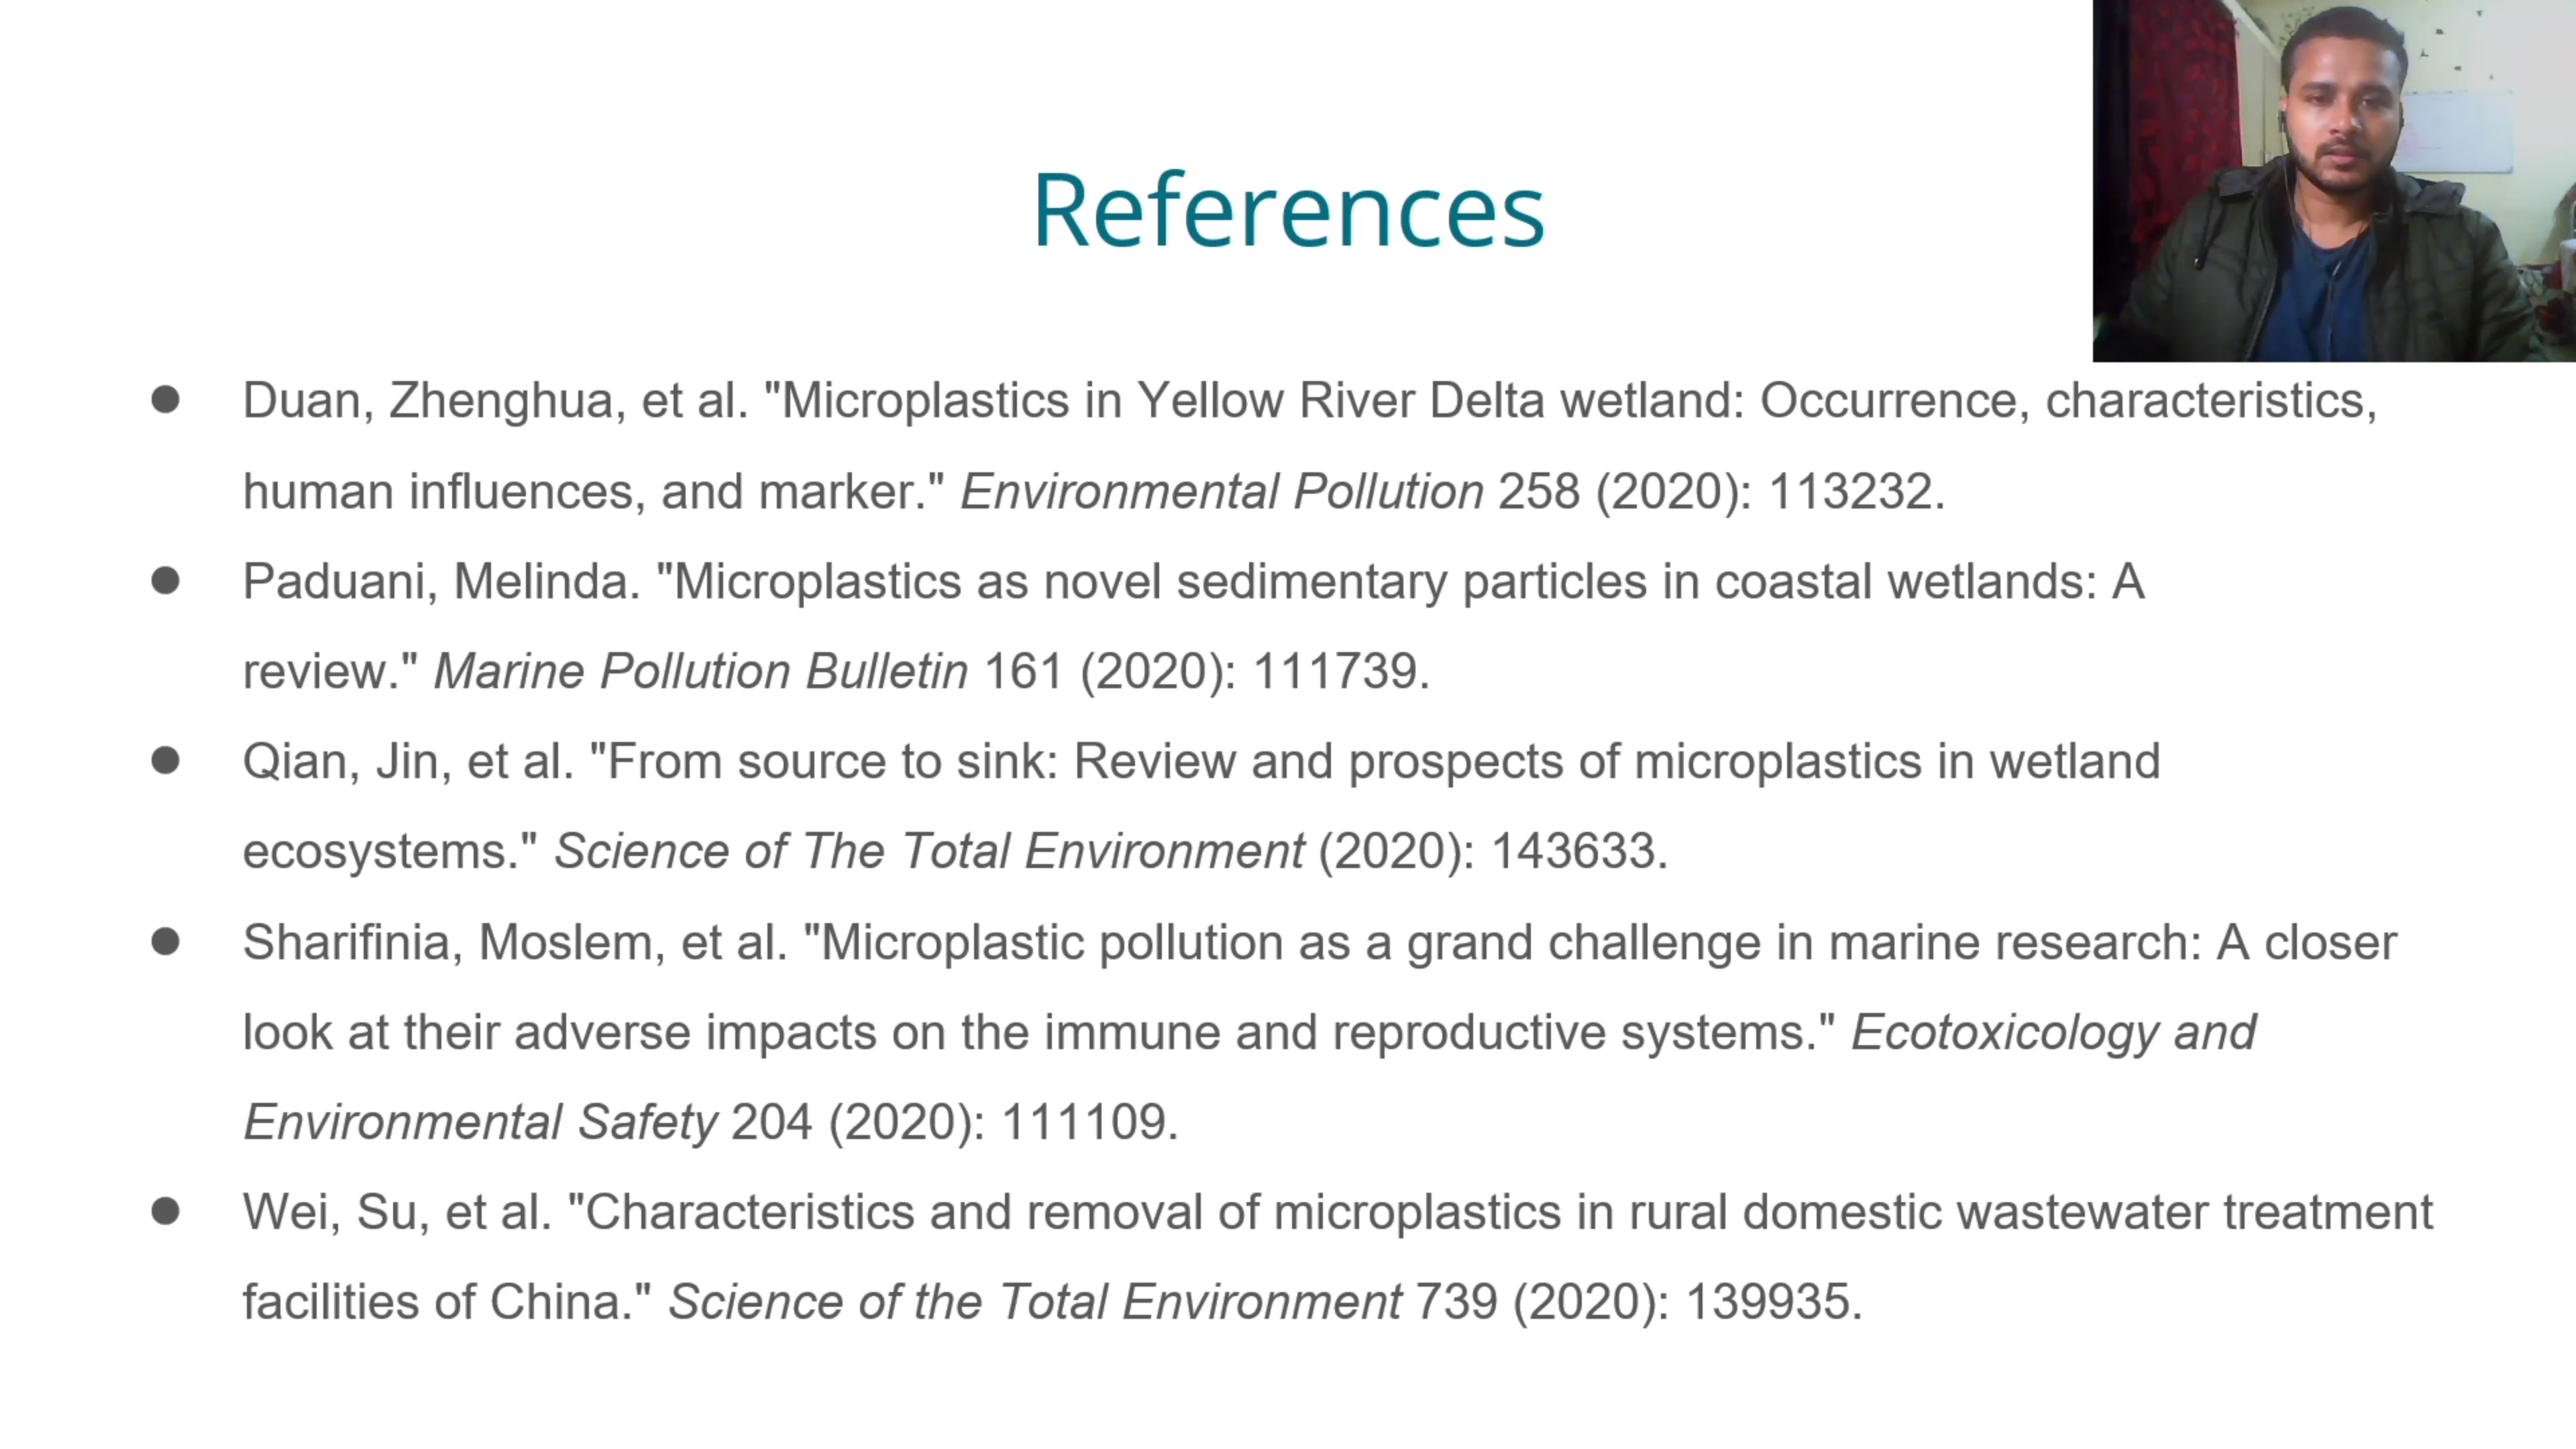 References
● Duan, Zhenghua, et al. "Microplastics in Yellow River Delta wetland: Occurrence, characteristics,
human influences, and marker." Environmental Pollution 258 (2020): 113232.
● Paduani, Melinda. "Microplastics as novel sedimentary particles in coastal wetlands: A
review." Marine Pollution Bulletin 161 (2020): 111739.
● Qian, Jin, et al. "From source to sink: Review and prospects of microplastics in wetland
ecosystems." Science of The Total Environment (2020): 143633.
● Sharifinia, Moslem, et al. "Microplastic pollution as a grand challenge in marine research: A closer
look at their adverse impacts on the immune and reproductive systems." Ecotoxicology and
Environmental Safety 204 (2020): 111109.
● Wei, Su, et al. "Characteristics and removal of microplastics in rural domestic wastewater treatment
facilities of China." Science of the Total Environment 739 (2020): 139935.